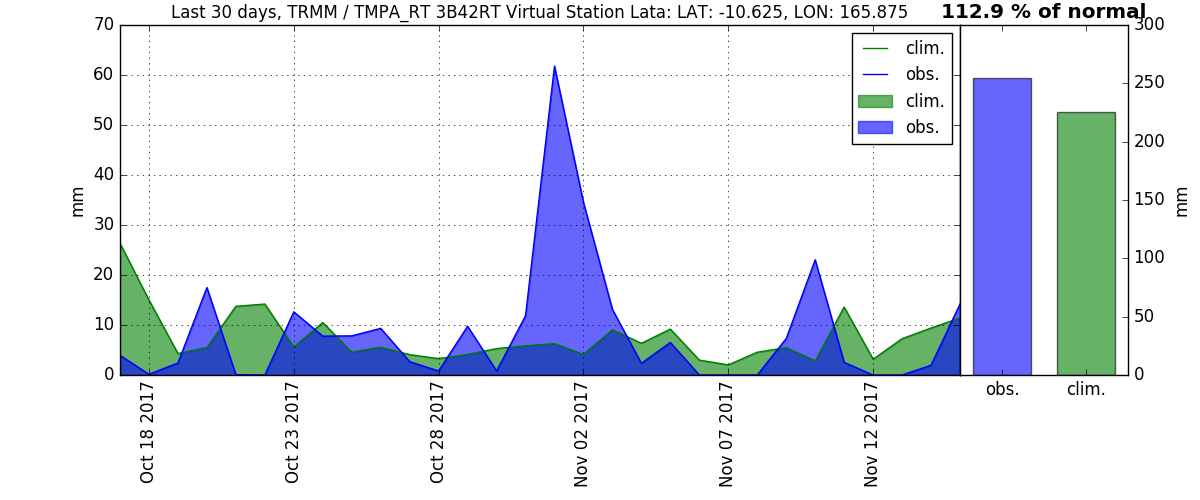 Last 30 days, TRMM / TMPA_RT 3B42RT Virtual Station Lata: LAT: -10.625, LON: 165.875
112.9 % of normal
70
60
50
40
30
20
10
0
mm
clim.
obs.
clim.
obs.
Oct 18 2017
Oct 23 2017
Oct 28 2017
Nov 02 2017
Nov 07 2017
Nov 12 2017
300
250
200
150
100
50
0
mm
obs.
clim.